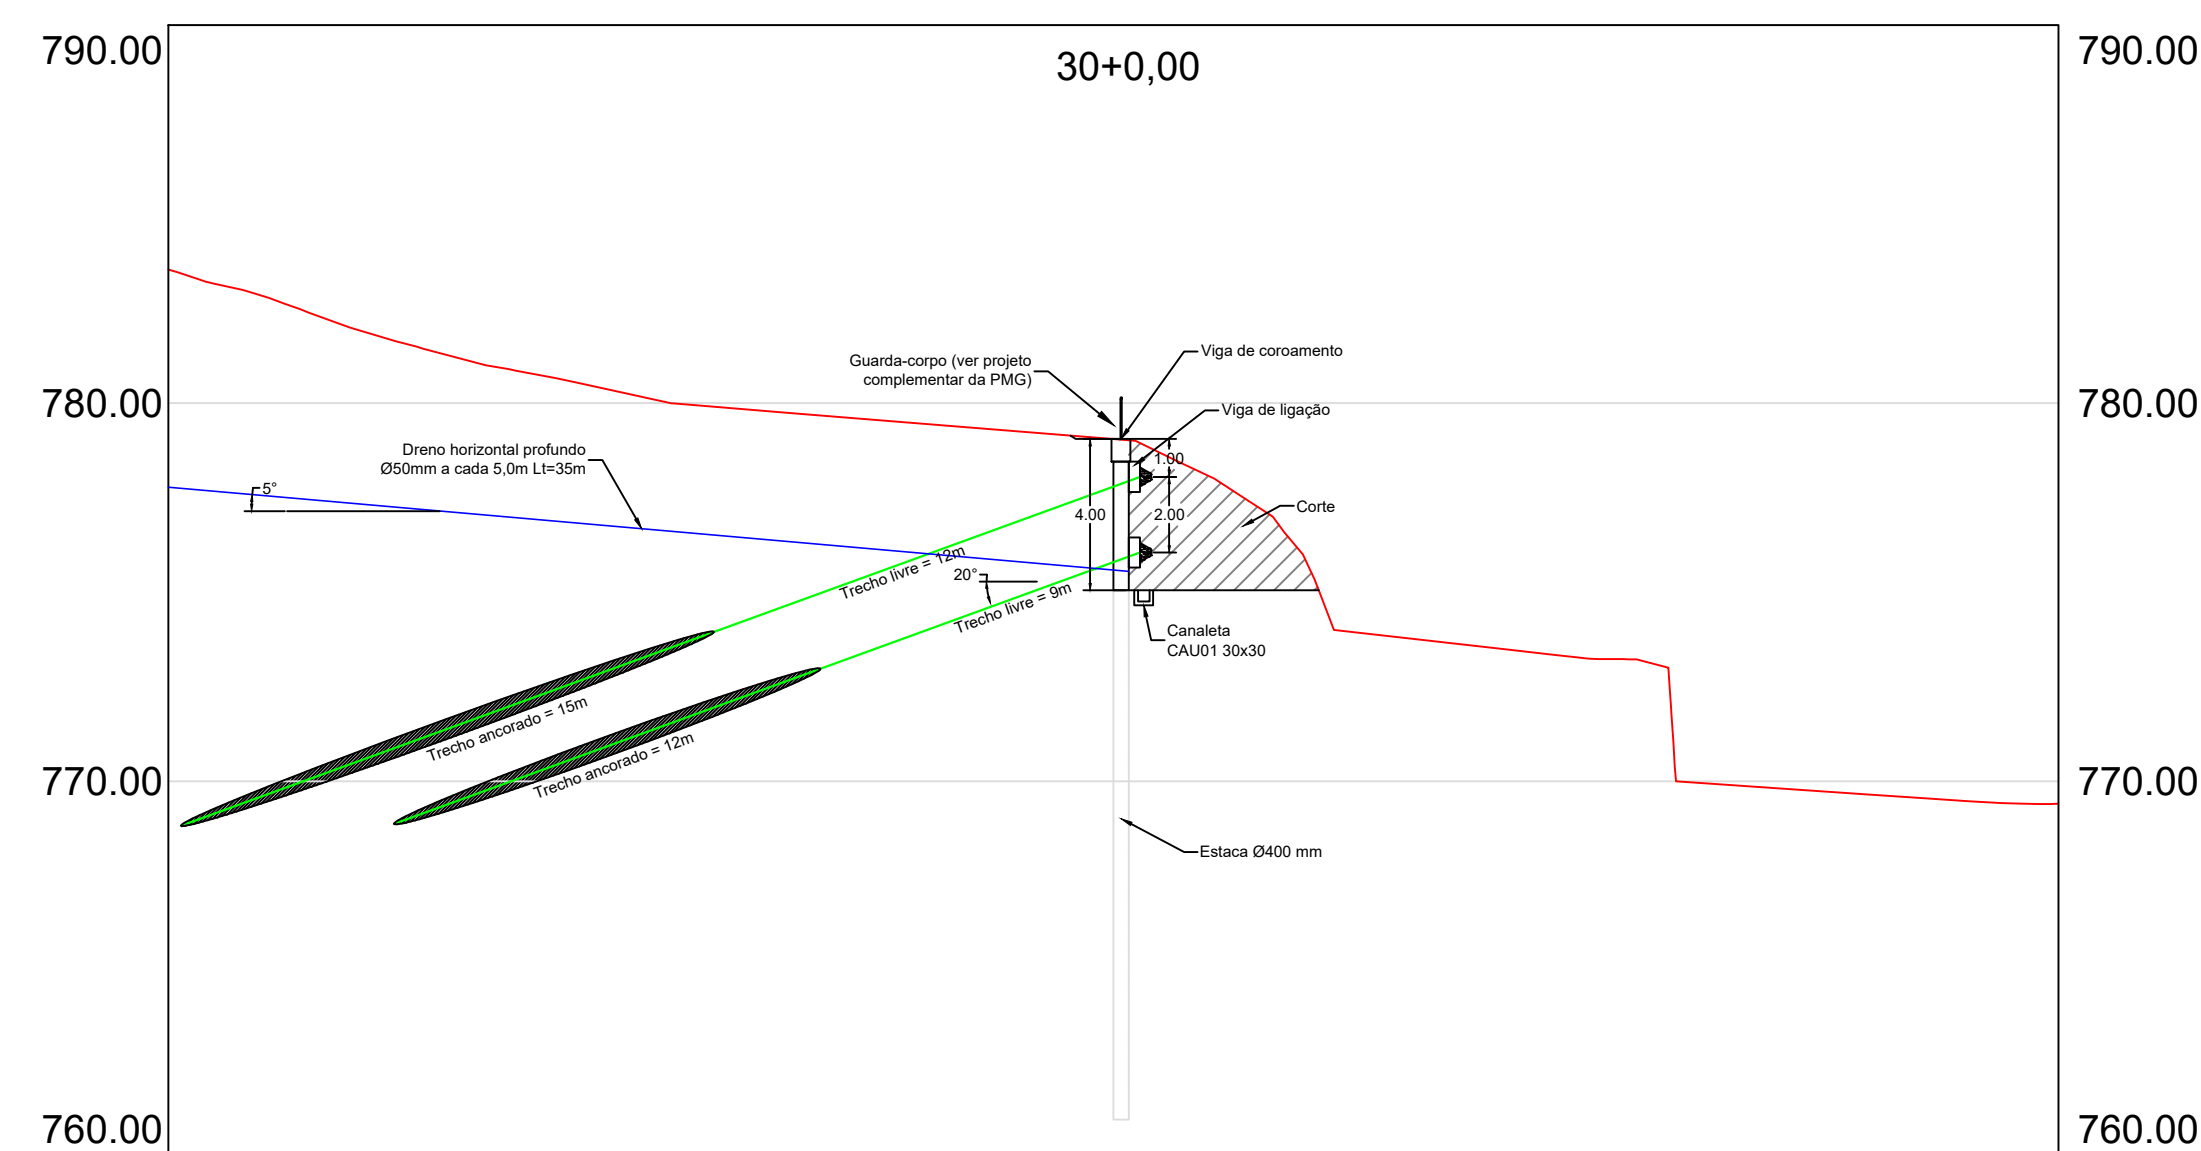 790.00
790.00
30+0,00
Viga de coroamento
Guarda-corpo (ver projeto
complementar da PMG)
780.00
780.00
Viga de ligação
Dreno horizontal profundo
Ø50mm a cada 5,0m Lt=35m
1.00
5°
Corte
4.00
2.00
Trecho livre = 12m
20°
Trecho livre = 9m
Canaleta
CAU01 30x30
Trecho ancorado = 15m
Trecho ancorado = 12m
770.00
770.00
Estaca Ø400 mm
760.00
760.00